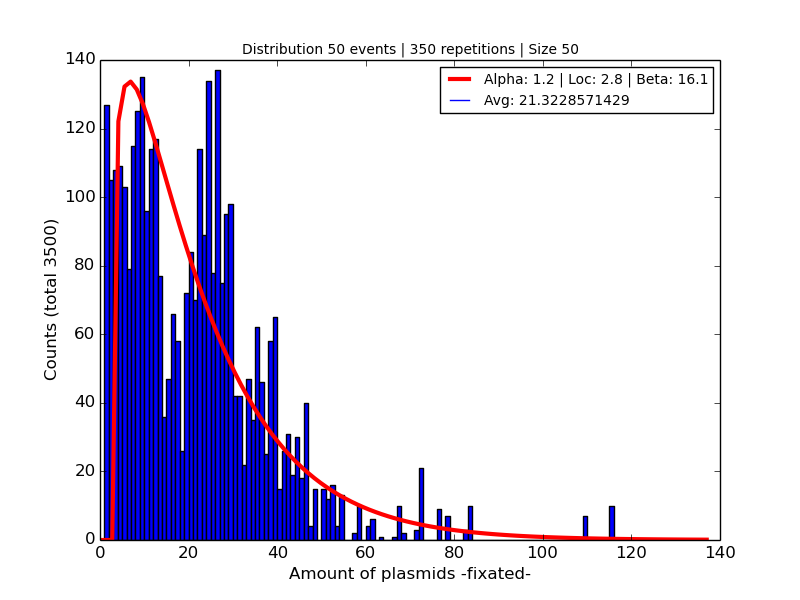 Distribution 50 events | 350 repetitions | Size 50
Alpha: 1.2 | Loc: 2.8 | Beta: 16.1
Avg: 21.3228571429
Counts (total 3500)
140
120
100
80
60
40
20
0
0 20 40 60 80 100 120 140
Amount of plasmids -fixated-